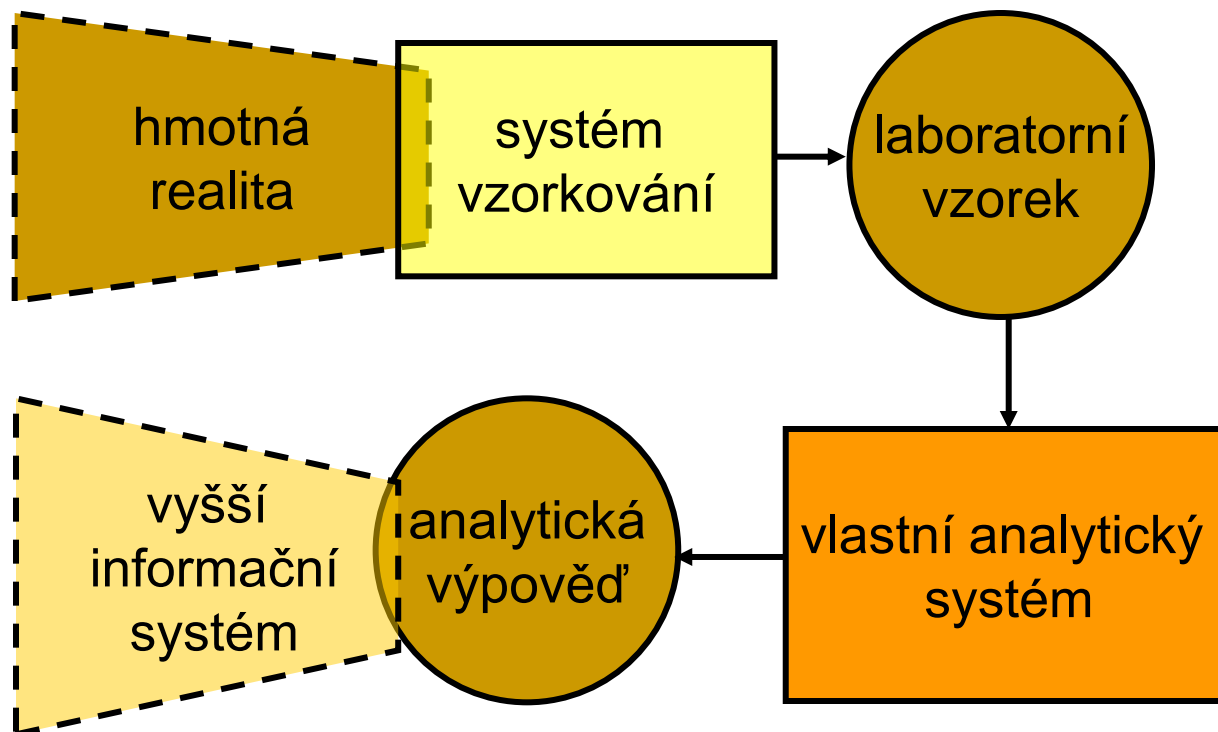 hmotná
realita
systém
vzorkování
laboratorní
vzorek
vyšší
informační
systém
analytická
výpověď
vlastní analytický
systém